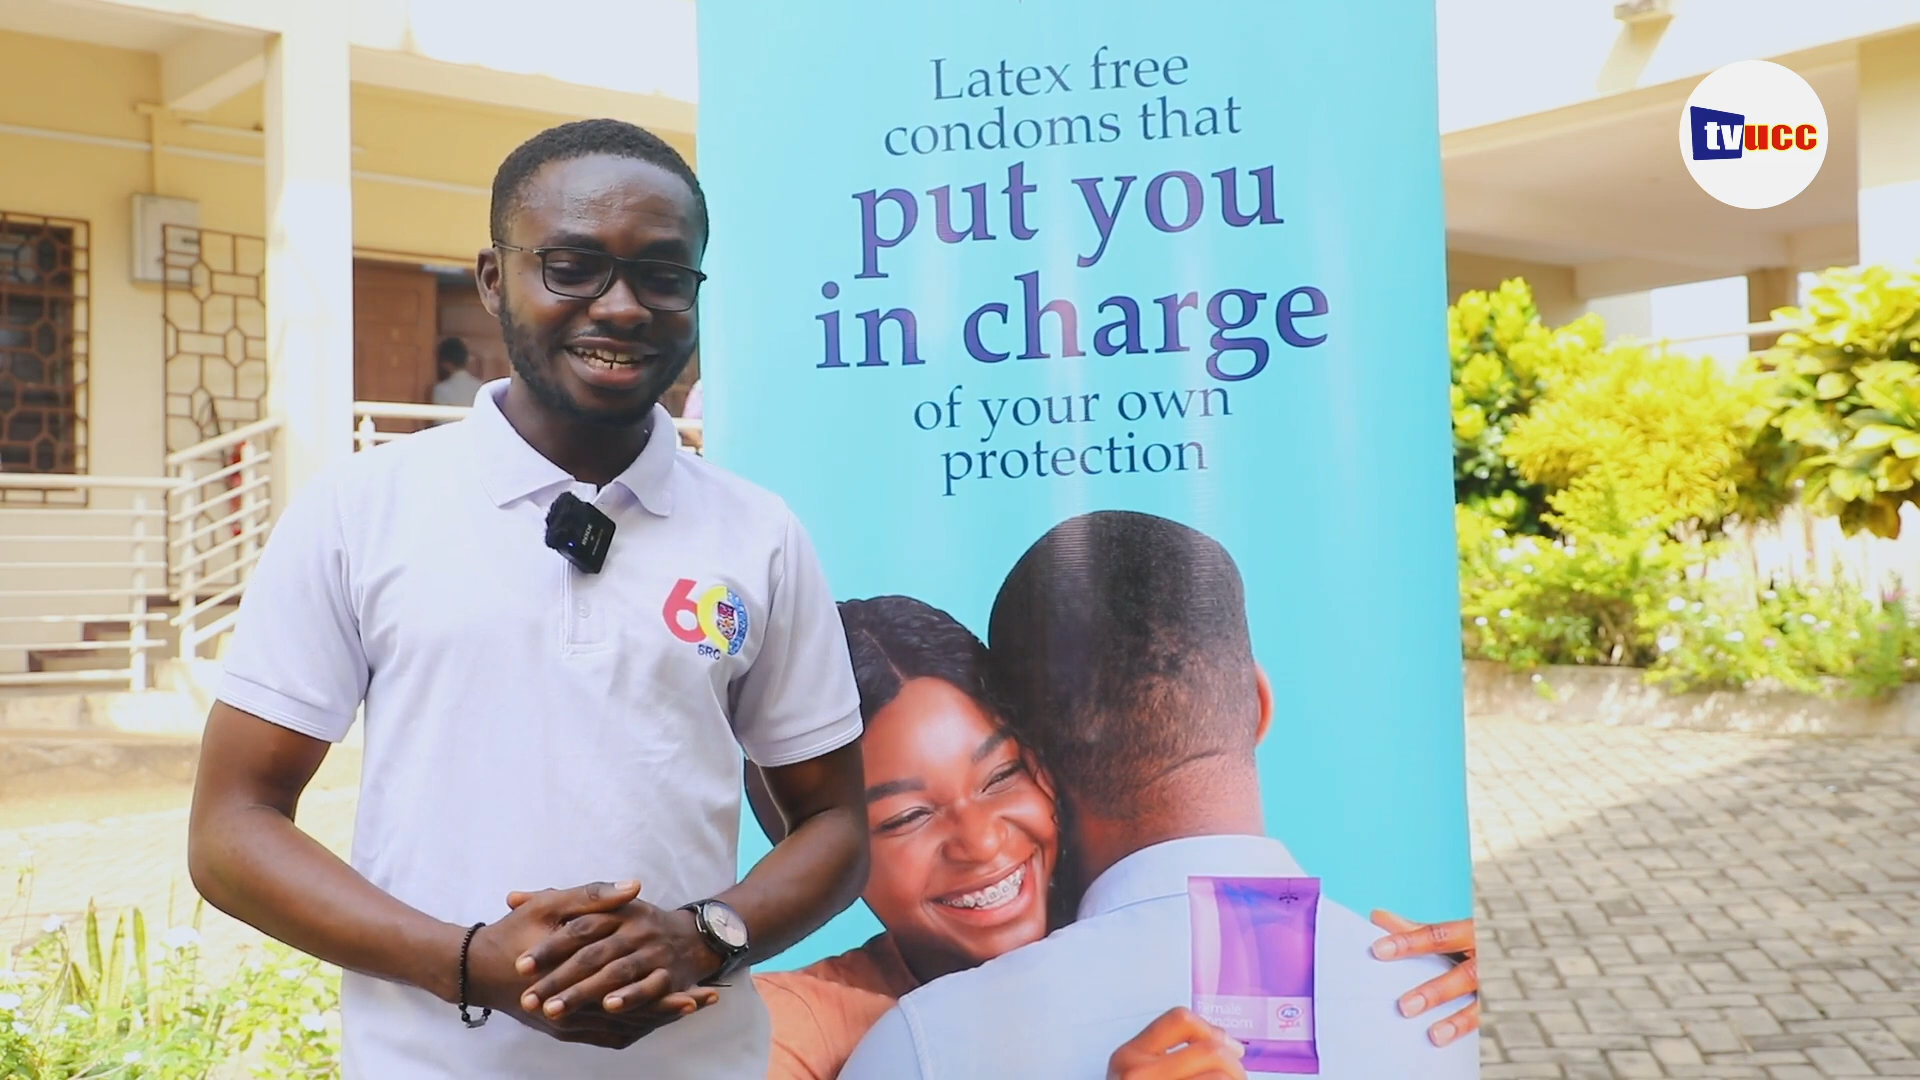 Latex free
condoms that
put you
in charge
of your own
protection
tvucc
60
SRC
Female
Condom